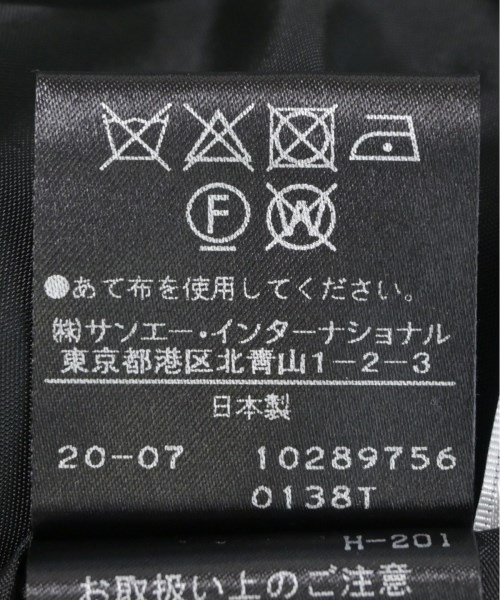 F W
●あて布を使用してください。
㈱サンエー・インターナショナル
東京都港区北青山1-2-3
日本製
20-07 10289756
0138T
H-201
お取扱い上のご注意